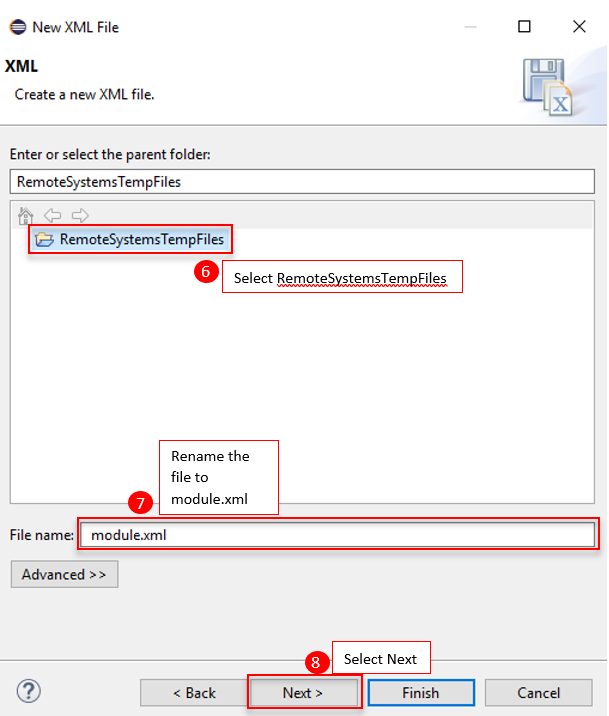 New XML File
XML
Create a new XML file.
Enter or select the parent folder:
RemoteSystemsTempFiles
RemoteSystemsTempFiles
6
Select RemoteSystemsTempFiles
Rename the
file to
module.xml
7
File name:
module.xml
Advanced >>
8
Select Next
?
< Back
Next >
Finish
Cancel